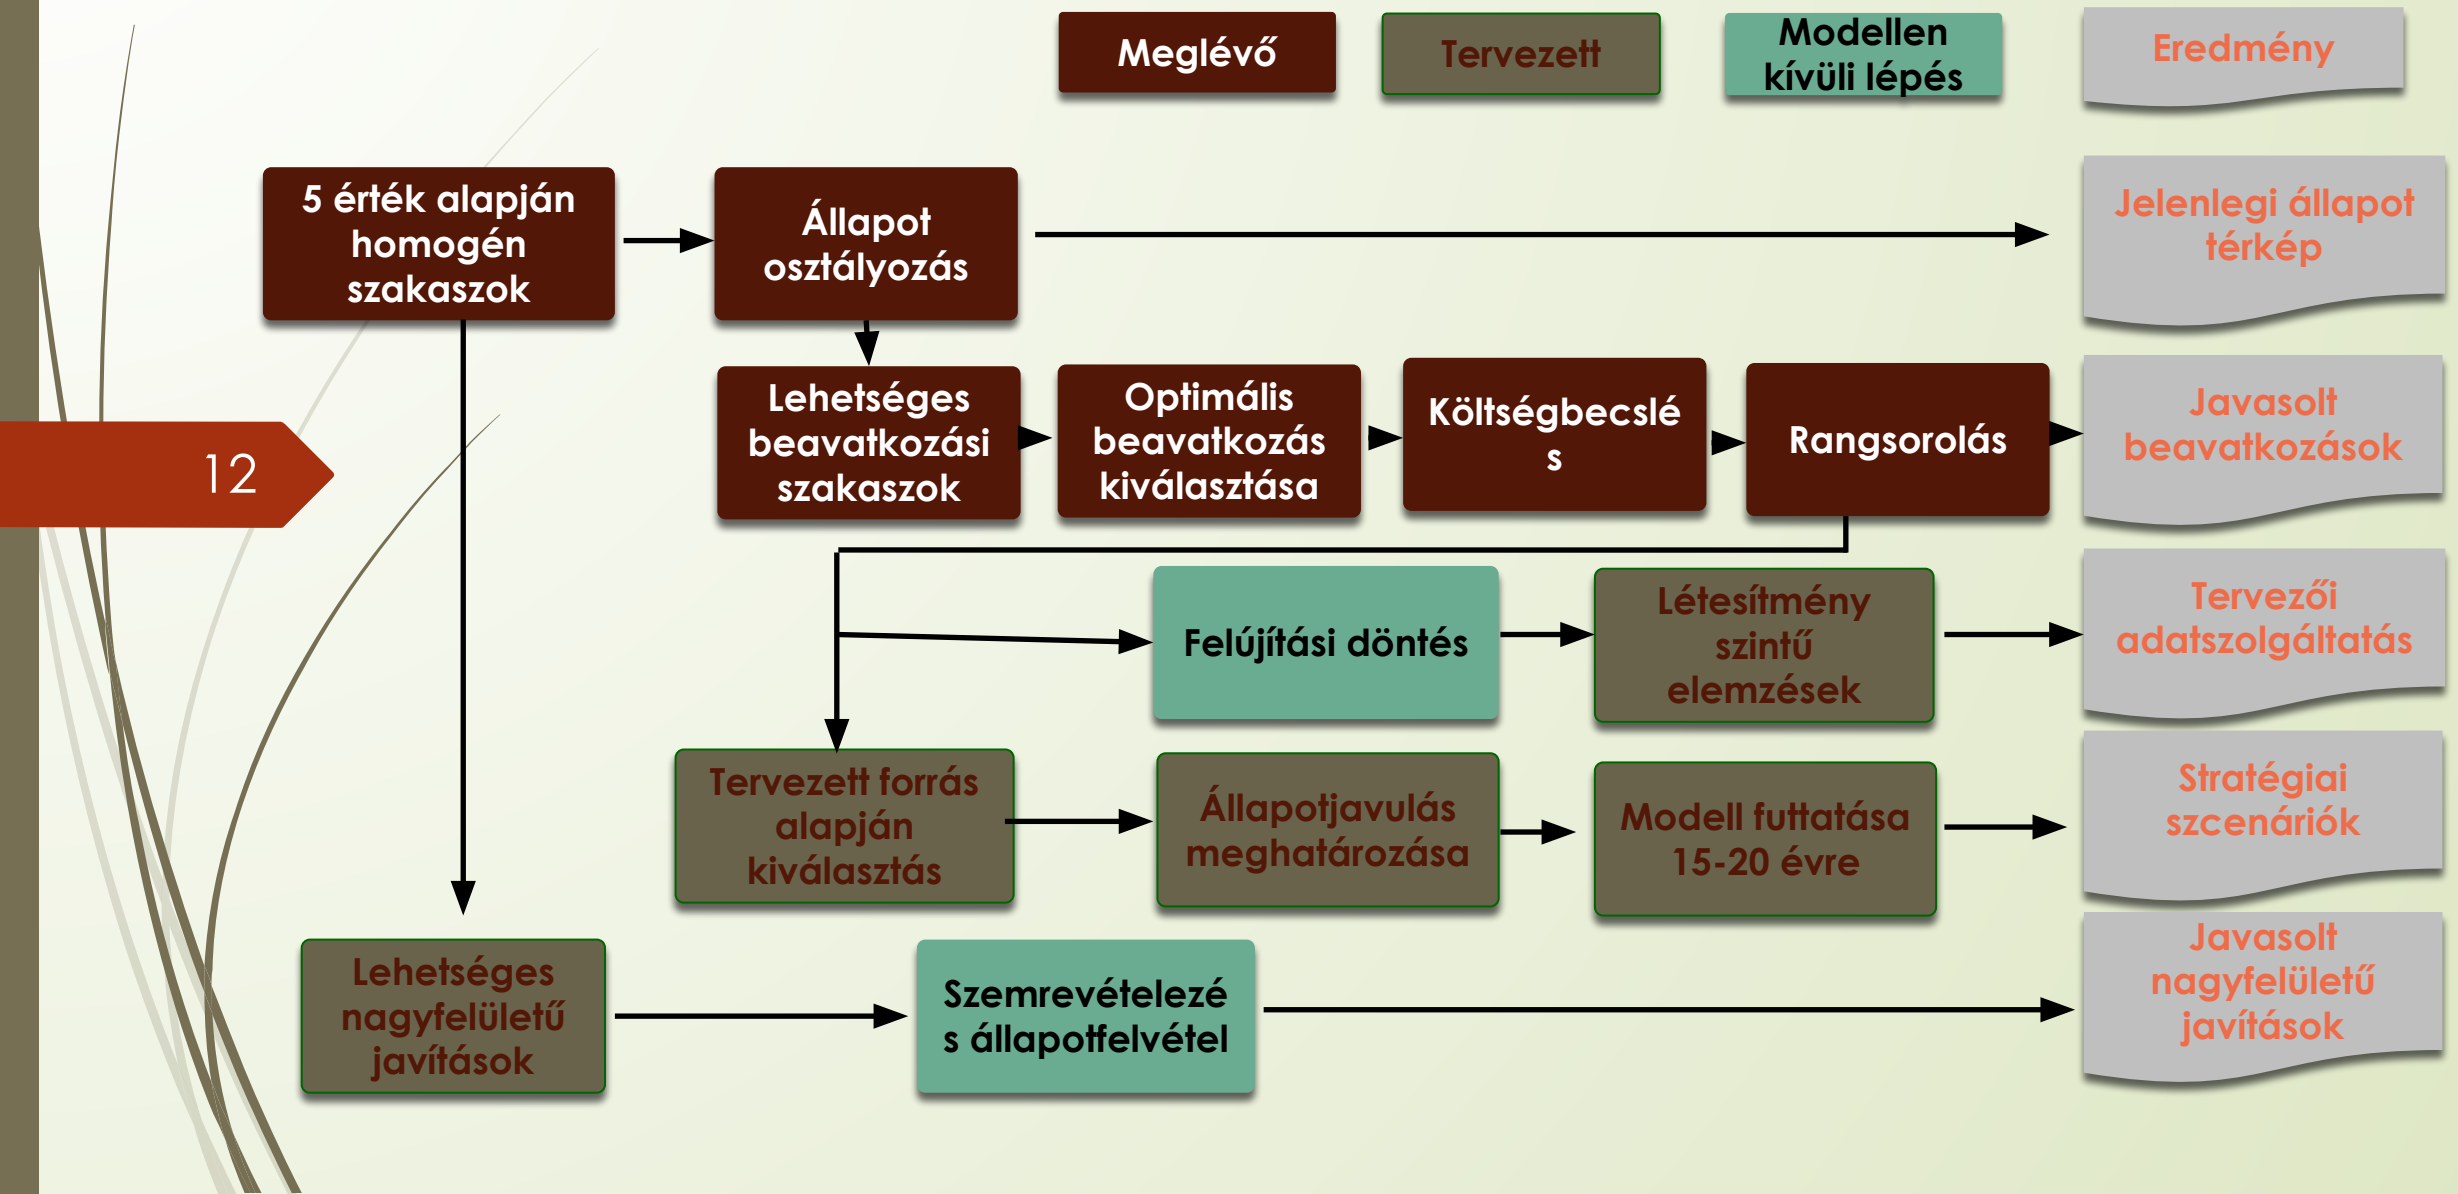 Meglévő
Tervezett
Modellen
kívüli lépés
Eredmény
5 érték alapján
homogén
szakaszok
Állapot
osztályozás
Jelenlegi állapot
térkép
Lehetséges
beavatkozási
szakaszok
Optimális
beavatkozás
kiválasztása
Költségbecslé
s
Rangsorolás
Javasolt
beavatkozások
12
Felújítási döntés
Létesítmény
szintű
elemzések
Tervezői
adatszolgáltatás
Tervezett forrás
alapján
kiválasztás
Állapotjavulás
meghatározása
Modell futtatása
15-20 évre
Stratégiai
szcenáriók
Lehetséges
nagyfelületű
javítások
Szemrevételezé
s állapotfelvétel
Javasolt
nagyfelületű
javítások